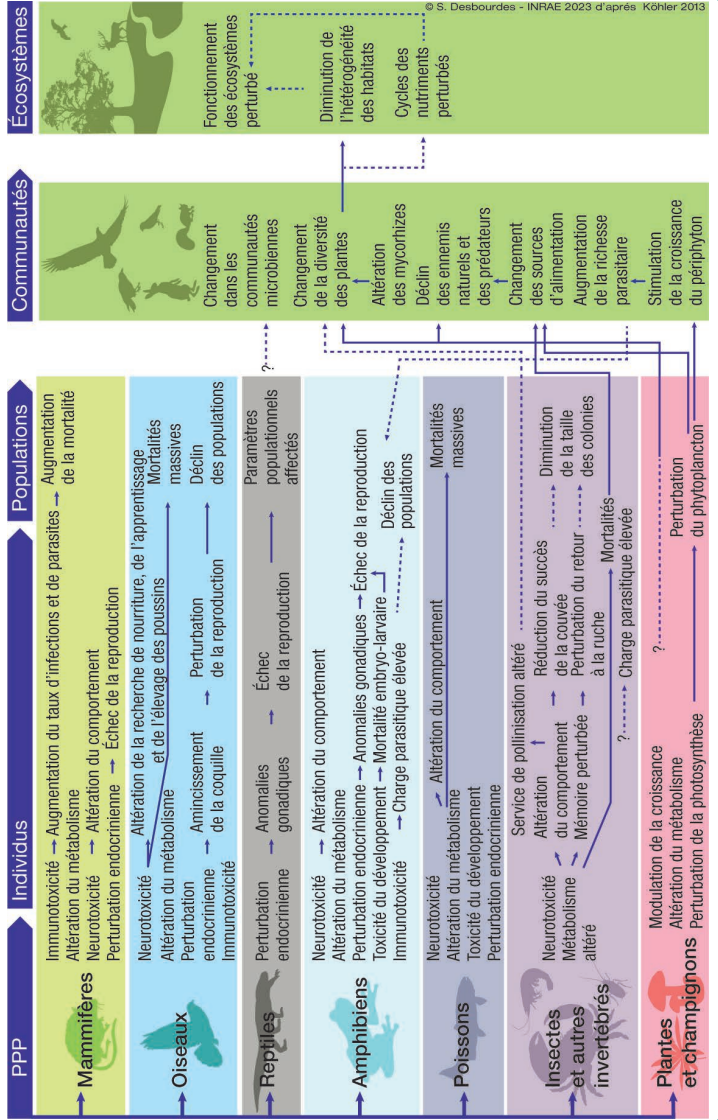 © S. Desbourdes - INRAE 2023 d'aprés Köhler 2013
PPP
Individus
Populations
Communautés
Écosystèmes
Mammifères
Immunotoxicité
Augmentation du taux d'infections et de parasites
Augmentation
de la mortalité
Altération du métabolisme
Neurotoxicité
Altération du comportement
Perturbation endocrinienne
Échec de la reproduction
Oiseaux
Neurotoxicité
Altération de la recherche de nourriture, de l'apprentissage
et de l'élevage des poussins
Mortalités
massives
Altération du métabolisme
Perturbation
endocrinienne
Amincissement
de la coquille
Perturbation
de la reproduction
Déclin
des populations
Immunotoxicité
Reptiles
Perturbation
endocrinienne
Anomalies
gonadiques
Échec
de la reproduction
Paramètres
populationnels
affectés
?
Amphibiens
Neurotoxicité
Altération du comportement
Altération du métabolisme
Perturbation endocrinienne
Anomalies gonadiques
Échec de la reproduction
Toxicité du développement
Mortalité embryo-larvaire
Immunotoxicité
Charge parasitique élevée
Déclin des
populations
Poissons
Neurotoxicité
Altération du comportement
Mortalités
massives
Altération du métabolisme
Toxicité du développement
Perturbation endocrinienne
Insectes
et autres
invertébrés
Service de pollinisation altéré
Neurotoxicité
Métabolisme
altéré
Altération
du comportement
Mémoire perturbée
Réduction du succès
de la couvée
Perturbation du retour
à la ruche
Diminution
de la taille
des colonies
Mortalités
?
Charge parasitique élevée
Plantes
et champignons
Modulation de la croissance
?
Altération du métabolisme
Perturbation de la photosynthèse
Perturbation
du phytoplancton
Changement
dans les
communautés
microbiennes
Changement
de la diversité
des plantes
Altération
des mycorhizes
Déclin
des ennemis
naturels et
des prédateurs
Changement
des sources
d'alimentation
Augmentation
de la richesse
parasitaire
Stimulation
de la croissance
du périphyton
Fonctionnement
des écosystèmes
perturbé
Diminution de
l'hétérogénéité
des habitats
Cycles des
nutriments
perturbés